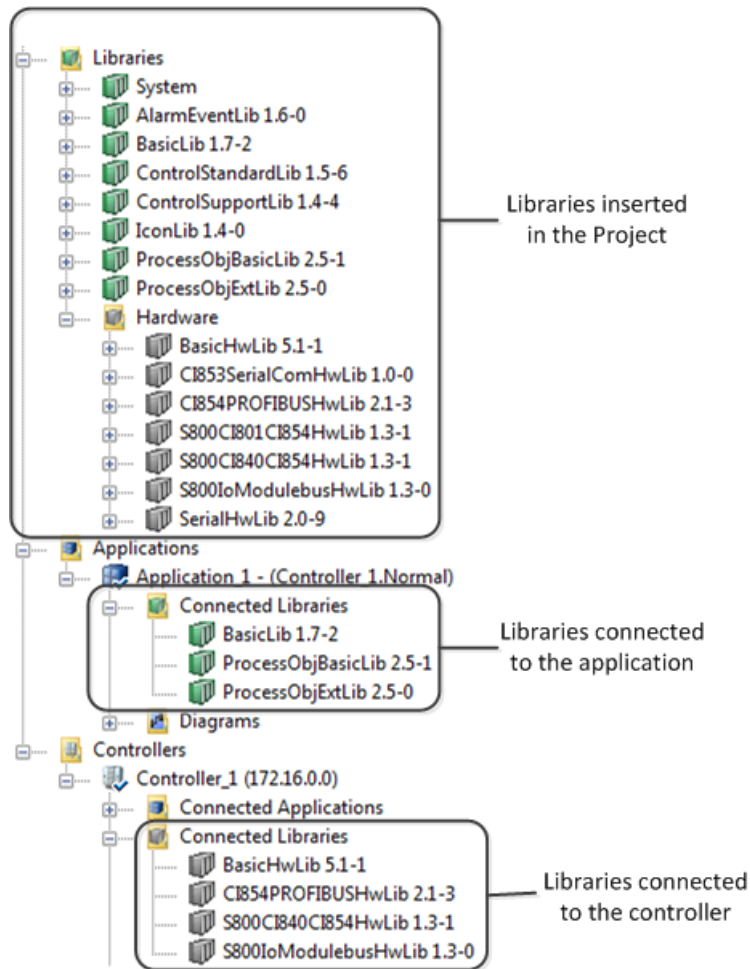 Libraries
System
AlarmEventLib 1.6-0
BasicLib 1.7-2
ControlStandardLib 1.5-6
ControlSupportLib 1.4-4
IconLib 1.4-0
ProcessObjBasicLib 2.5-1
ProcessObjExtLib 2.5-0
Hardware
BasicHwLib 5.1-1
CI853SerialComHwLib 1.0-0
CI854PROFIBUSHwLib 2.1-3
S800CI801CI854HwLib 1.3-1
S800CI840CI854HwLib 1.3-1
S800IoModulebusHwLib 1.3-0
SerialHwLib 2.0-9
Libraries inserted
in the Project
Applications
Application_1 - (Controller_1.Normal)
Connected Libraries
BasicLib 1.7-2
ProcessObjBasicLib 2.5-1
ProcessObjExtLib 2.5-0
Libraries connected
to the application
Diagrams
Controllers
Controller_1 (172.16.0.0)
Connected Applications
Connected Libraries
BasicHwLib 5.1-1
CI854PROFIBUSHwLib 2.1-3
S800CI840CI854HwLib 1.3-1
S800IoModulebusHwLib 1.3-0
Libraries connected
to the controller